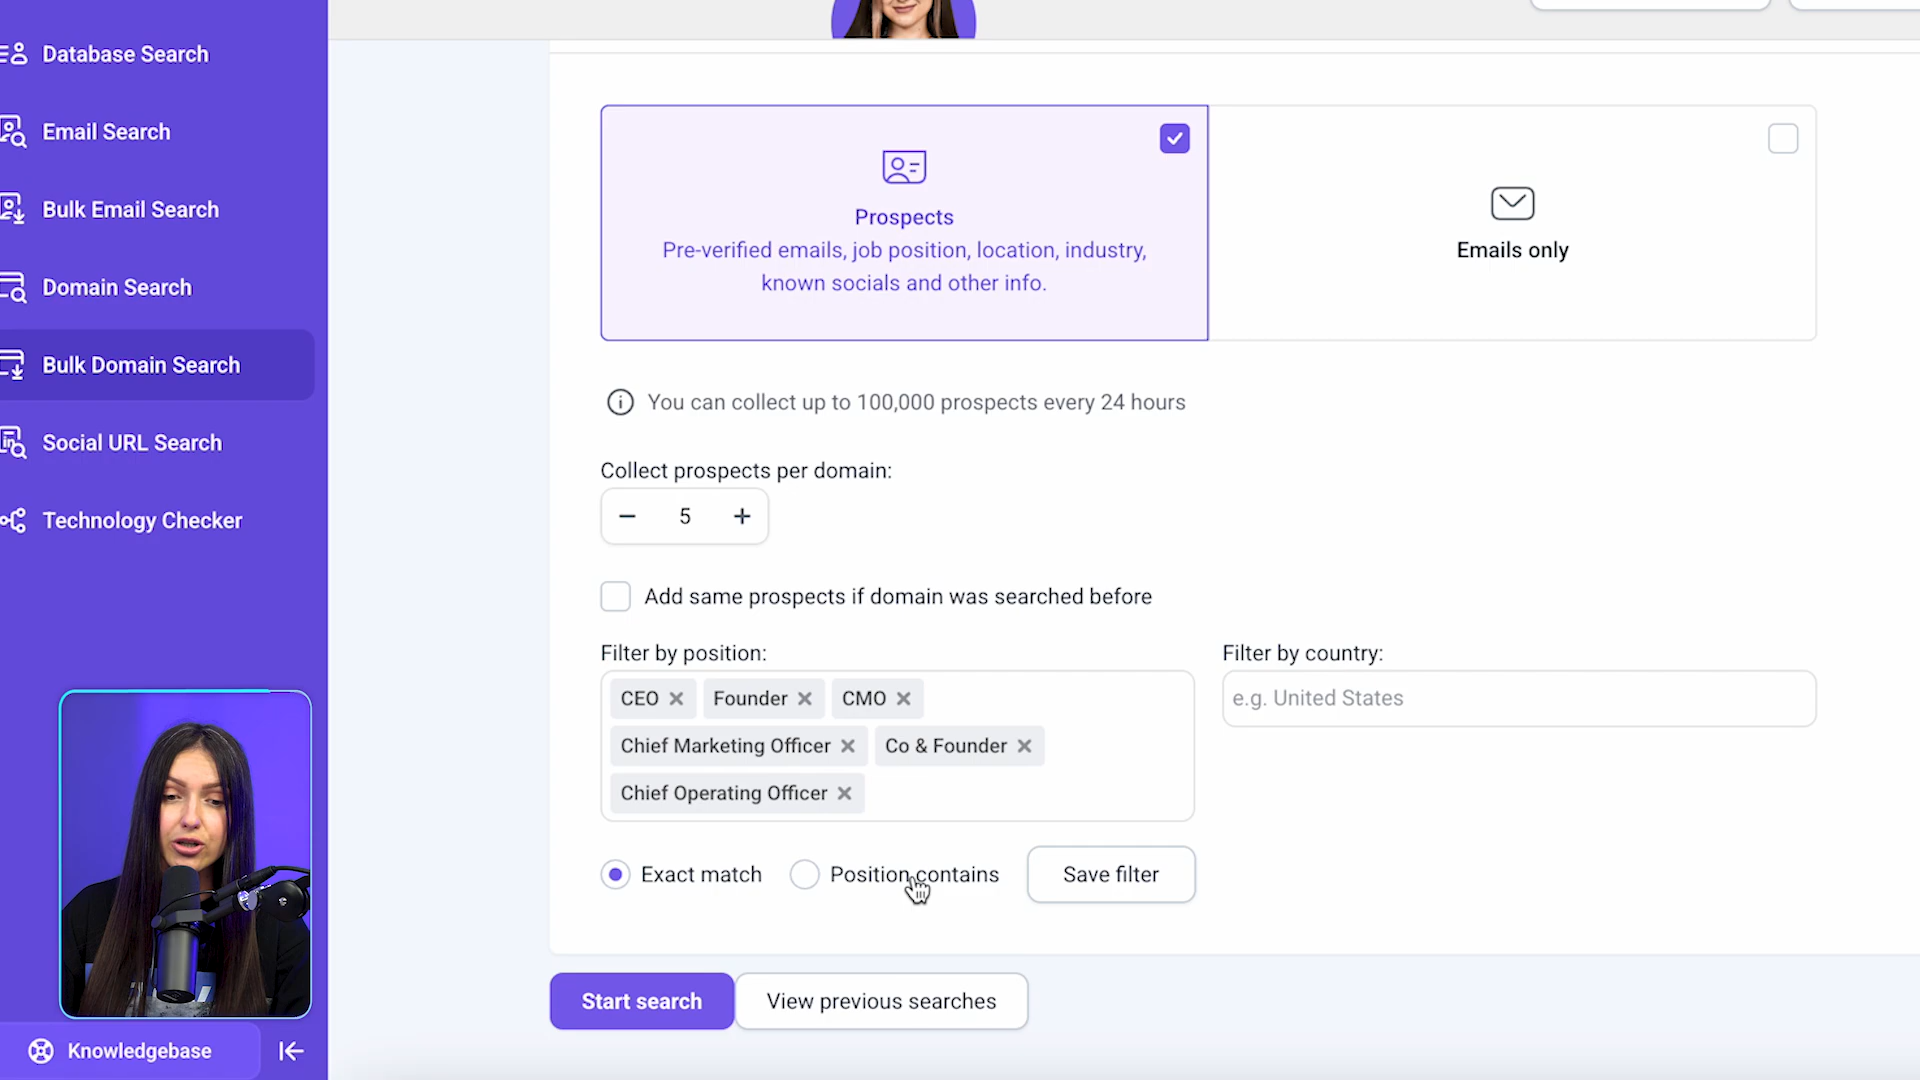 Database Search
Email Search
Bulk Email Search
Domain Search
Bulk Domain Search
Social URL Search
Technology Checker
Knowledgebase
Prospects
Pre-verified emails, job position, location, industry,
known socials and other info.
Emails only
You can collect up to 100,000 prospects every 24 hours
Collect prospects per domain:
5
Add same prospects if domain was searched before
Filter by position:
CEO Founder CMO
Chief Marketing Officer Co & Founder
Chief Operating Officer
Filter by country:
e.g. United States
Exact match Position contains Save filter
Start search View previous searches